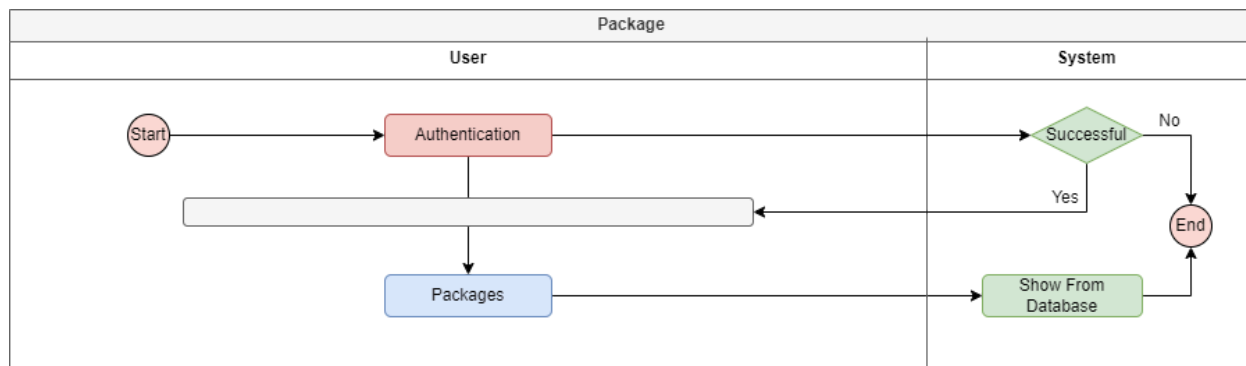 Package
User
System
Start
Authentication
Successful
No
Yes
End
Packages
Show From
Database